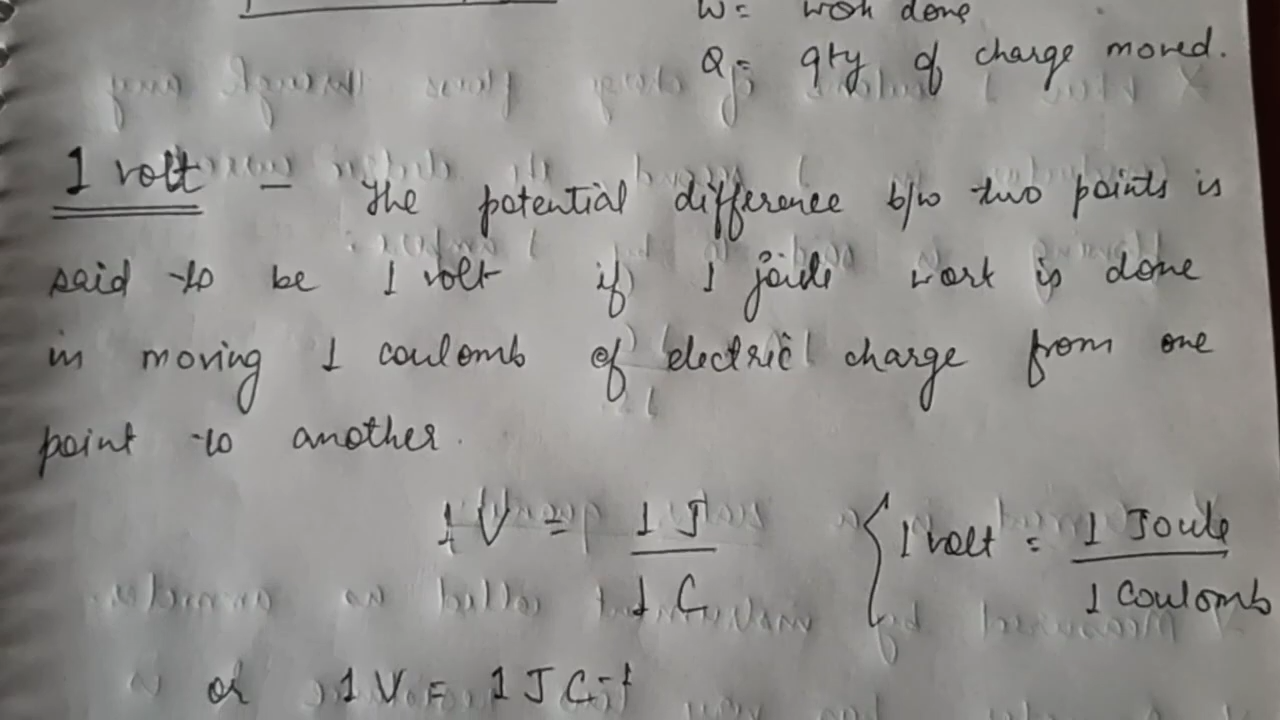 W = work done
Q = qty of charge moved.
1 volt - The potential difference b/w two points is
said to be 1 volt if 1 joule work is done
in moving 1 coulomb of electric charge from one
point to another.
1 V = 1 J / 1 C { 1 volt = 1 Joule / 1 Coulomb
or 1 V = 1 J C-1